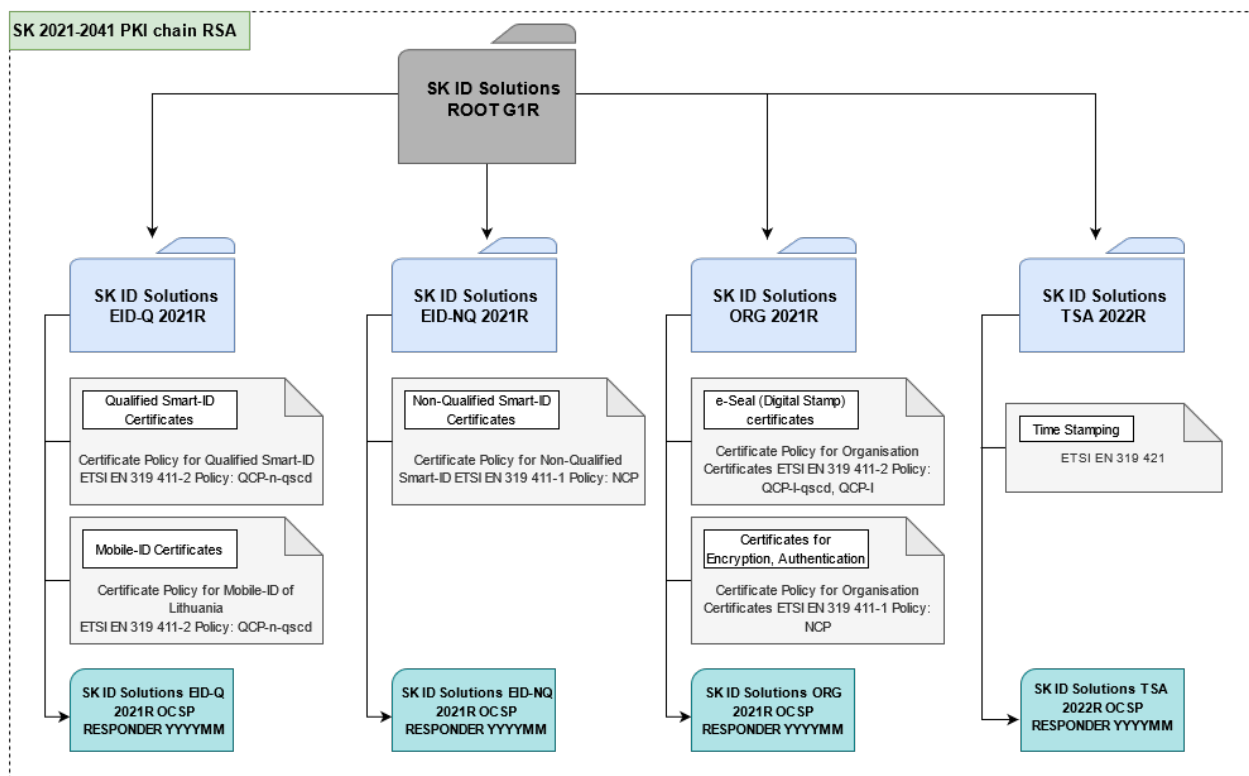 SK 2021-2041 PKI chain RSA
SK ID Solutions
ROOT G1R
SK ID Solutions
EID-Q 2021R
SK ID Solutions
EID-NQ 2021R
SK ID Solutions
ORG 2021R
SK ID Solutions
TSA 2022R
Qualified Smart-ID
Certificates
Certificate Policy for Qualified Smart-ID
ETSI EN 319 411-2 Policy: QCP-n-qscd
Non-Qualified Smart-ID
Certificates
Certificate Policy for Non-Qualified
Smart-ID ETSI EN 319 411-1 Policy: NCP
e-Seal (Digital Stamp)
certificates
Certificate Policy for Organisation
Certificates ETSI EN 319 411-2 Policy:
QCP-l-qscd, QCP-l
Time Stamping
ETSI EN 319 421
Mobile-ID Certificates
Certificate Policy for Mobile-ID of
Lithuania
ETSI EN 319 411-2 Policy: QCP-n-qscd
Certificates for
Encryption, Authentication
Certificate Policy for Organisation
Certificates ETSI EN 319 411-1 Policy:
NCP
SK ID Solutions EID-Q
2021R OCSP
RESPONDER YYYYMM
SK ID Solutions EID-NQ
2021R OCSP
RESPONDER YYYYMM
SK ID Solutions ORG
2021R OCSP
RESPONDER YYYYMM
SK ID Solutions TSA
2022R OCSP
RESPONDER YYYYMM